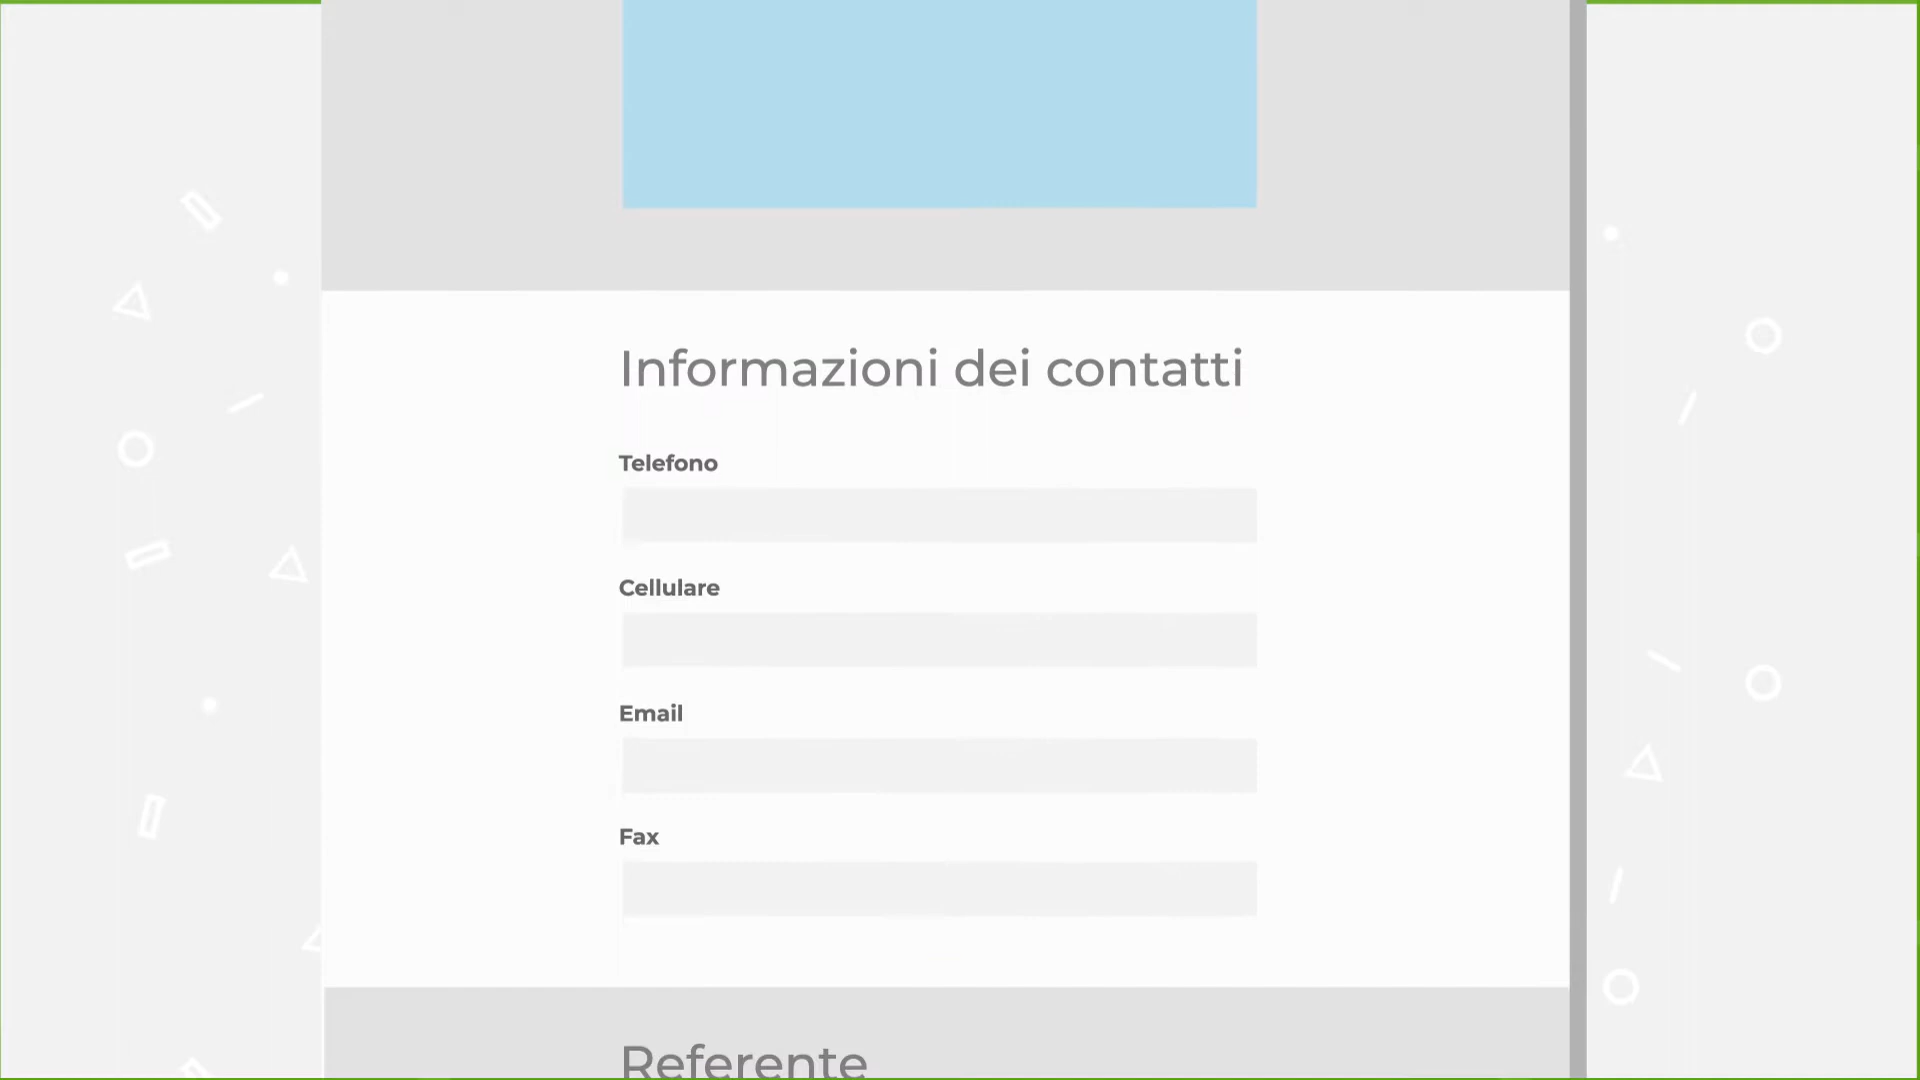 Informazioni dei contatti
Telefono
Cellulare
Email
Fax
Referente